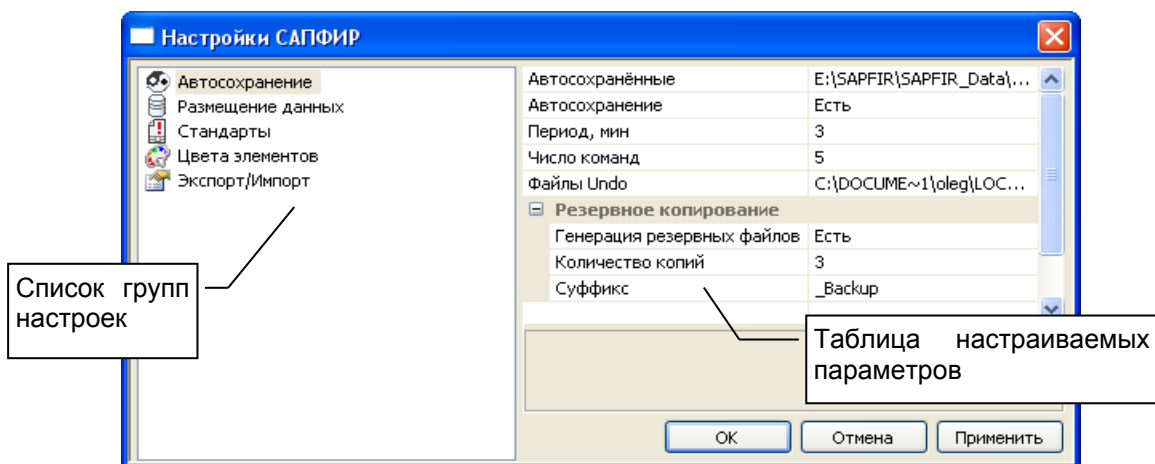 Настройки САПФИР
Автосохранение
Размещение данных
Стандарты
Цвета элементов
Экспорт/Импорт
Автосохранённые E:\SAPFIR\SAPFIR_Data\...
Автосохранение Есть
Период, мин 3
Число команд 5
Файлы Undo C:\DOCUME~1\oleg\LOC...
Резервное копирование
Генерация резервных файлов Есть
Количество копий 3
Суффикс _Backup
Список групп
настроек
Таблица настраиваемых
параметров
ОК Отмена Применить